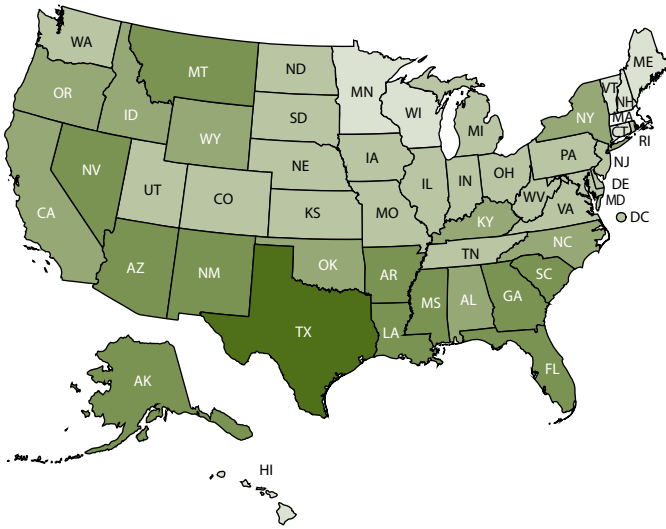 WA
MT
ND
MN
ME
VT
NH
OR
ID
SD
WI
MI
NY
MA
CT
RI
WY
NE
IA
PA
NJ
NV
UT
CO
IL
IN
OH
WV
DE
MD
CA
KS
MO
KY
VA
DC
AZ
NM
OK
AR
TN
NC
TX
LA
MS
AL
GA
SC
FL
AK
HI